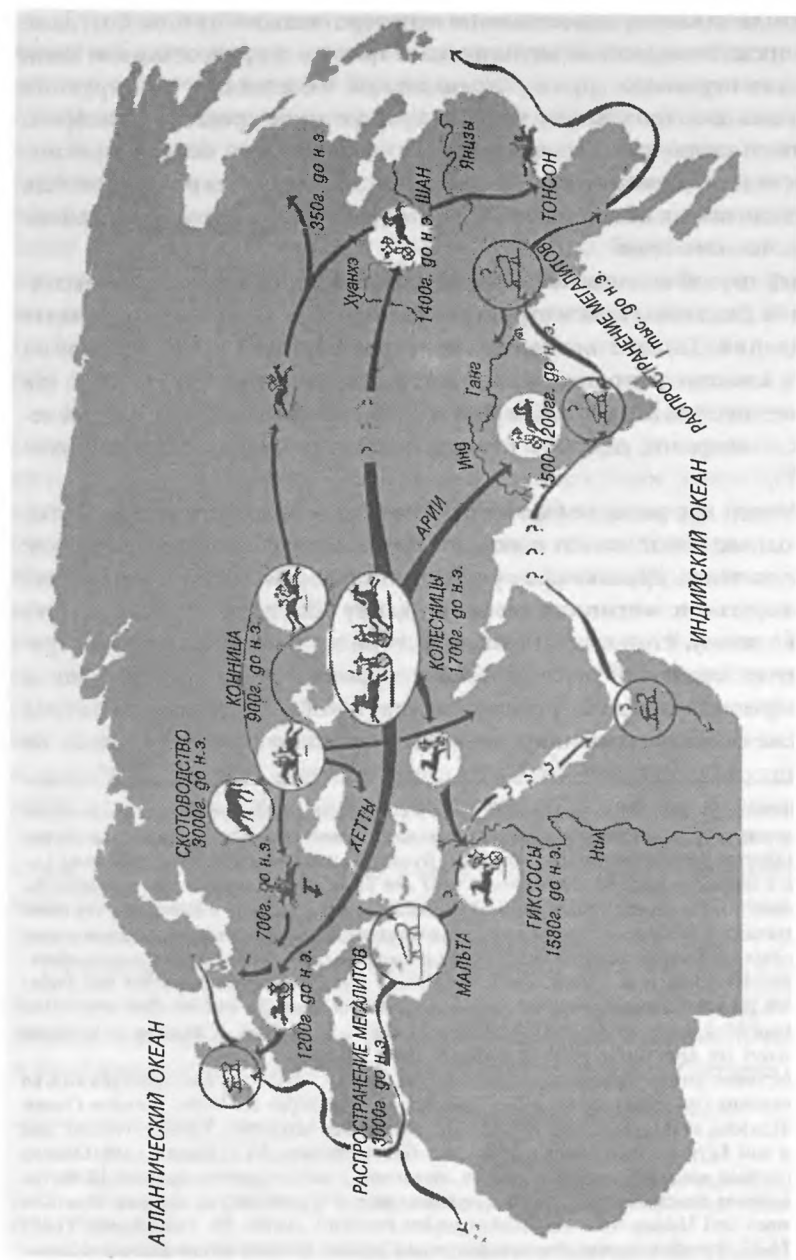 АТЛАНТИЧЕСКИЙ ОКЕАН
СКОТОВОДСТВО
3000г. до н.э.
КОННИЦА
900г. до н.э.
700г. до н.э.
1200г. до н.э.
ХЕТТЫ
РАСПРОСТРАНЕНИЕ МЕГАЛИТОВ
3000г. до н.э.
МАЛЬТА
ГИКСОСЫ
1580г. до н.э.
Нил
КОЛЕСНИЦЫ
1700г. до н.э.
АРИИ
350г. до н.э.
Хуанхэ
1400г. до н.э.
ШАН
Янцзы
ТОНСОН
Инд
Ганг
1500-1200гг. до н.э.
РАСПРОСТРАНЕНИЕ МЕГАЛИТОВ
I тыс. до н.э.
ИНДИЙСКИЙ ОКЕАН